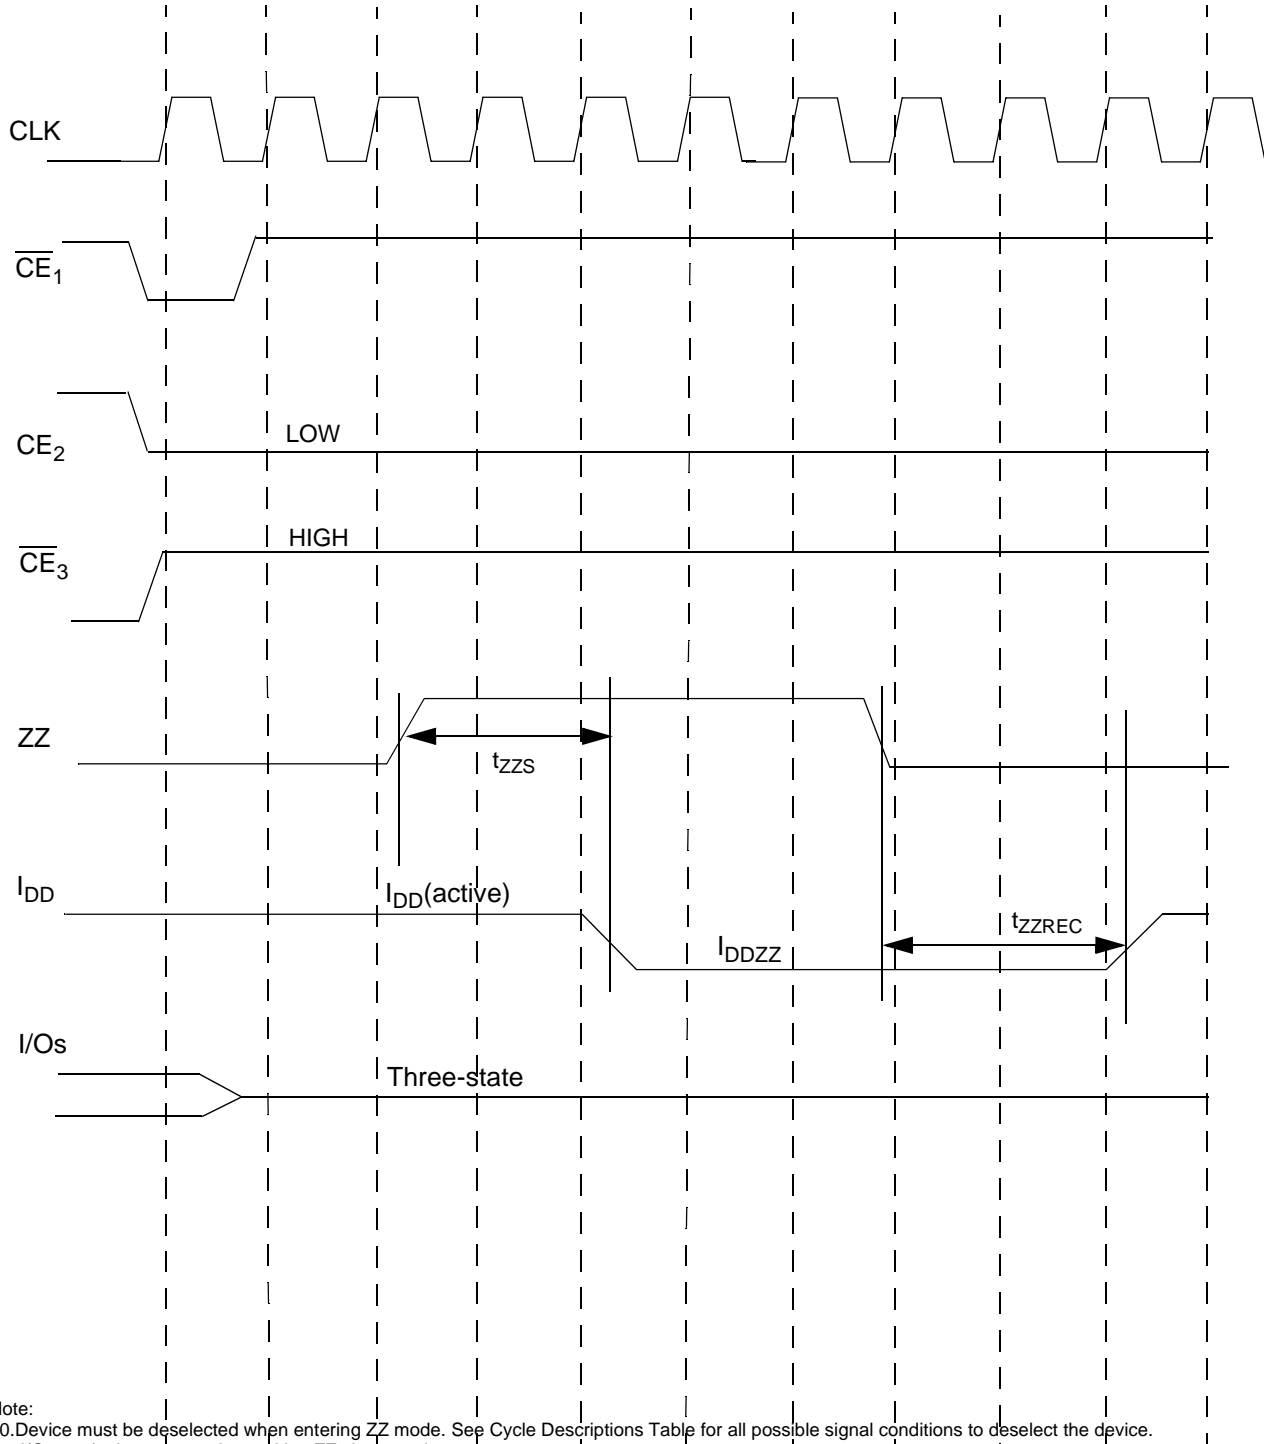 CLK
CE1
CE2
LOW
CE3
HIGH
ZZ
tZZS
IDD
IDD(active)
IDDZZ
tZZREC
I/Os
Three-state
ote:
0.Device must be deselected when entering ZZ mode. See Cycle Descriptions Table for all possible signal conditions to deselect the device.